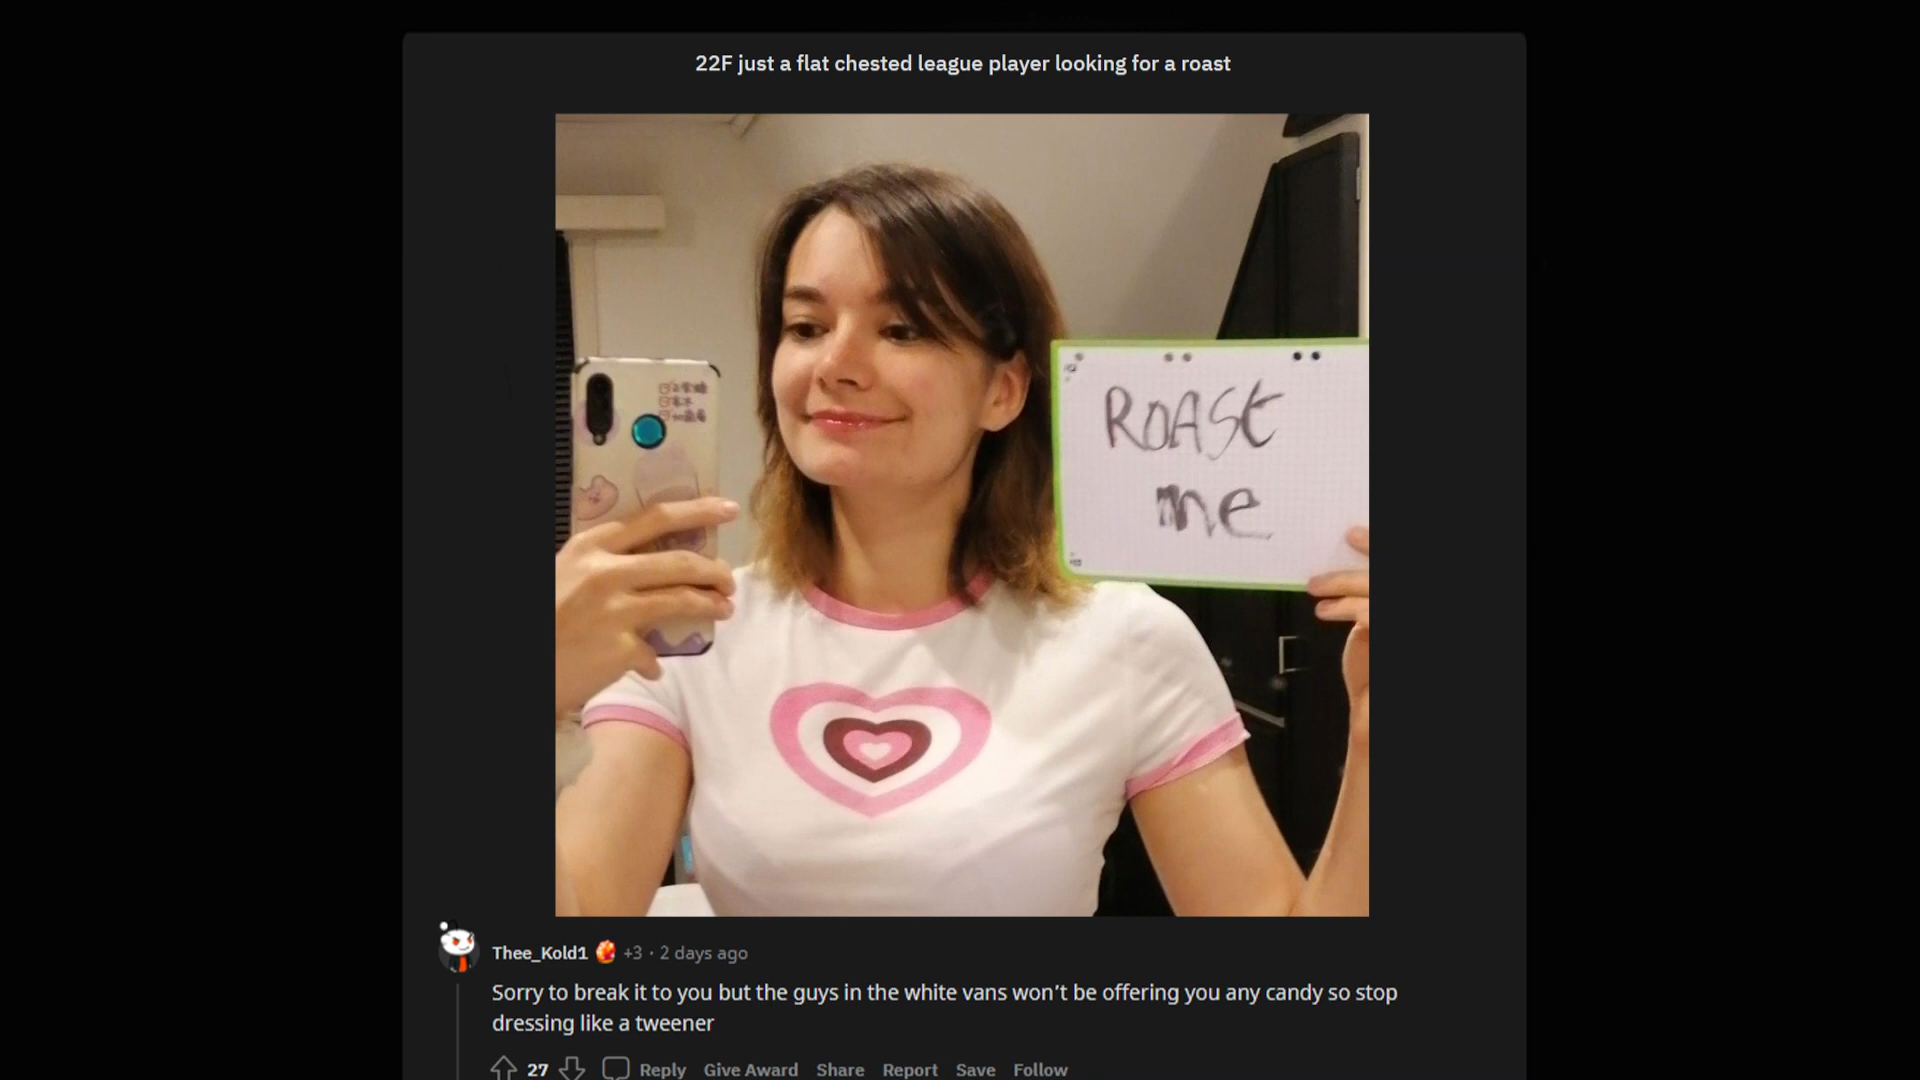 22F just a flat chested league player looking for a roast
ROASt
me
Thee_Kold1 +3 · 2 days ago
Sorry to break it to you but the guys in the white vans won’t be offering you any candy so stop
dressing like a tweener
27 Reply Give Award Share Report Save Follow